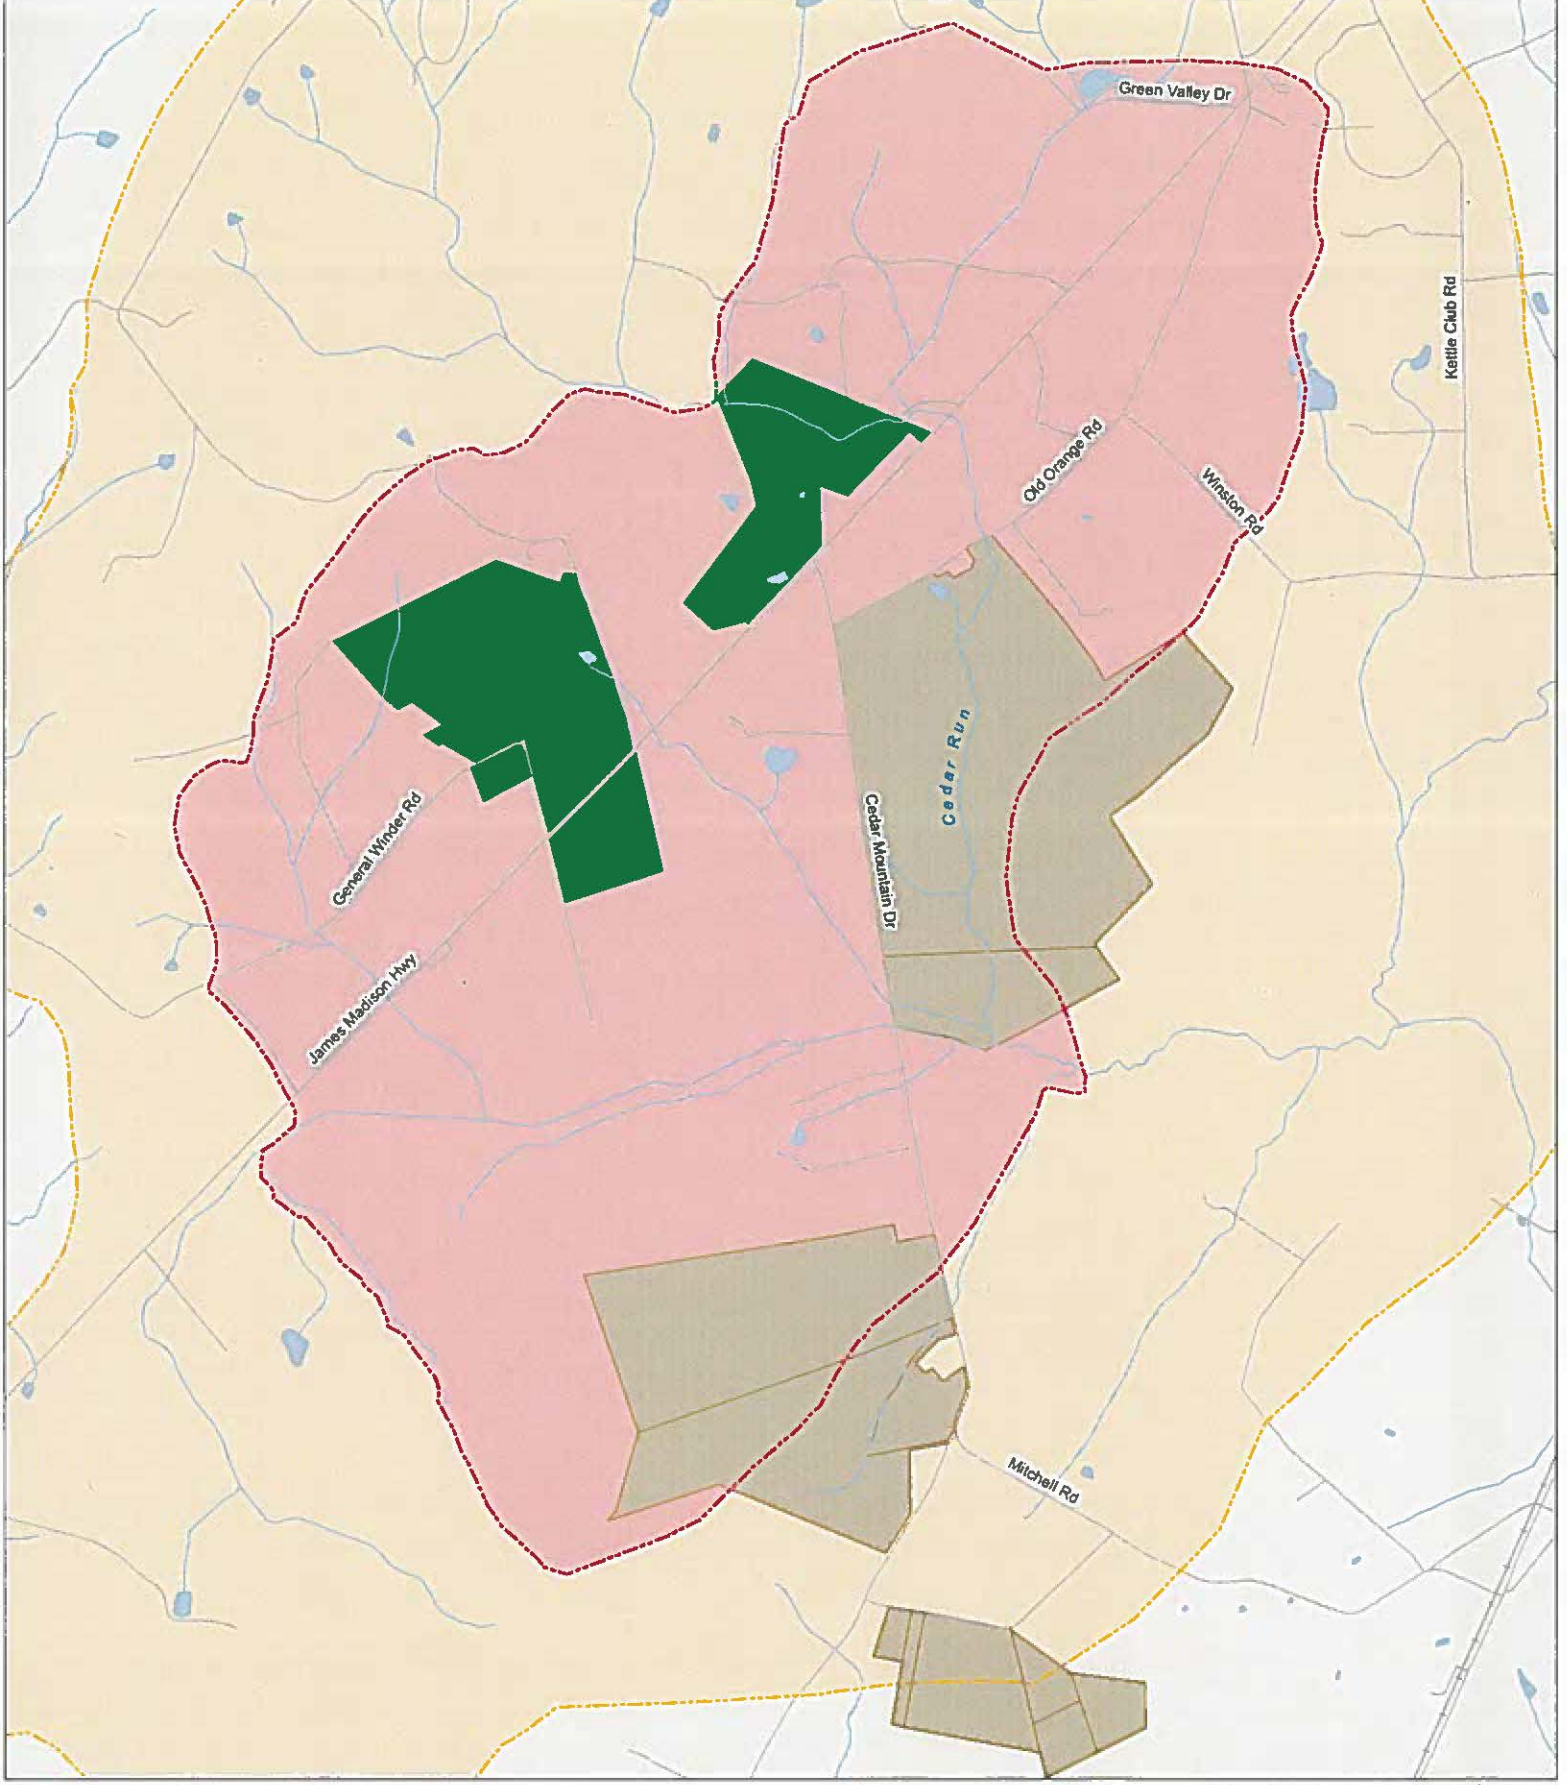 Green Valley Dr
Kettle Club Rd
Old Orange Rd
Winston Rd
Cedar Run
General Winder Rd
Cedar Mountain Dr
James Madison Hwy
Mitchell Rd